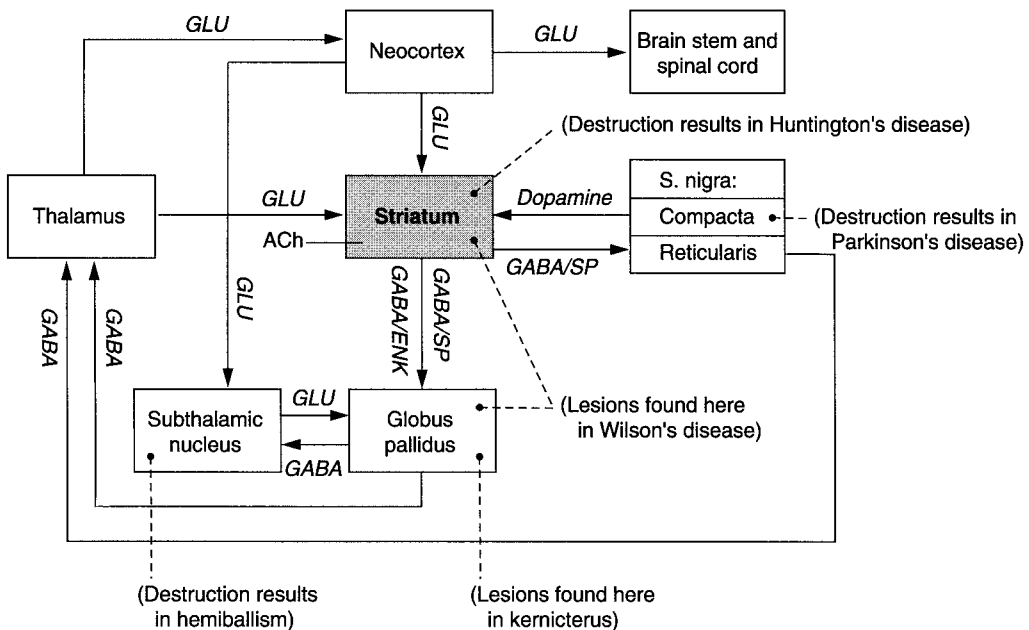 GLU
Neocortex
GLU
Brain stem and
spinal cord
GLU
(Destruction results in Huntington's disease)
Thalamus
GLU
Striatum
ACh
Dopamine
S. nigra:
Compacta
Reticularis
(Destruction results in
Parkinson's disease)
GABA/SP
GABA
GABA
GLU
GABA/ENK
GABA/SP
Subthalamic
nucleus
GLU
GABA
Globus
pallidus
(Lesions found here
in Wilson's disease)
(Destruction results
in hemiballism)
(Lesions found here
in kernicterus)